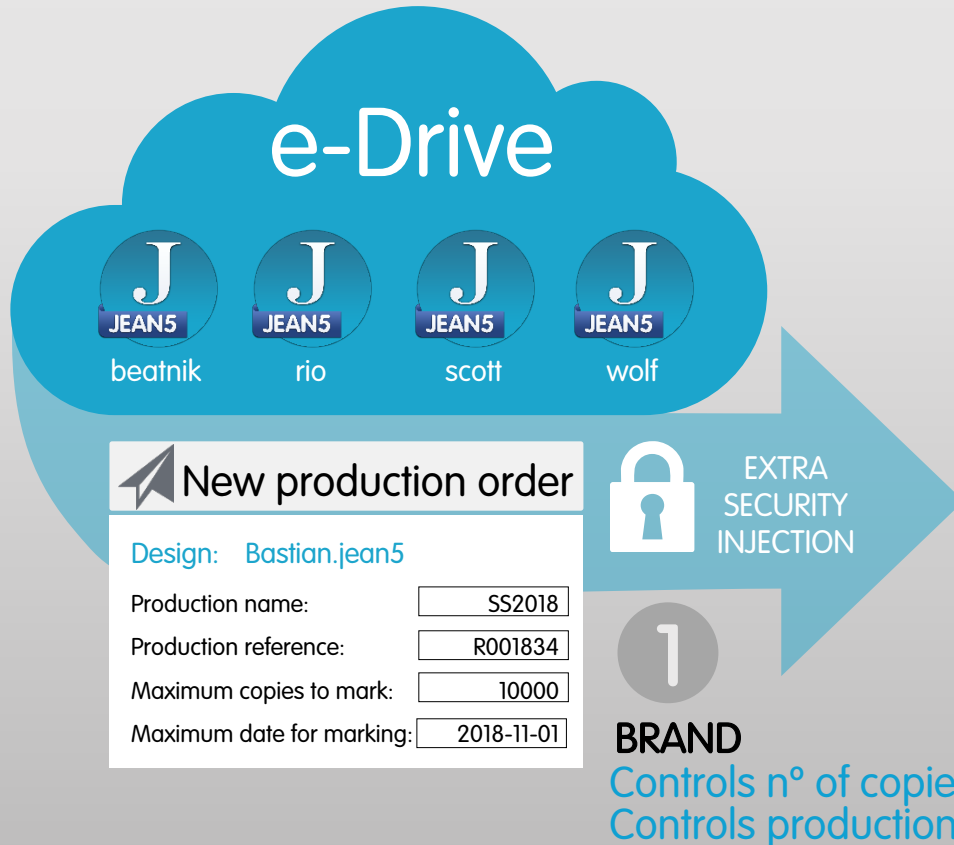 e-Drive
J J J J
JEAN5 JEAN5 JEAN5 JEAN5
beatnik rio scott wolf
New production order
Design: Bastian.jean5
Production name: SS2018
Production reference: R001834
Maximum copies to mark: 10000
Maximum date for marking: 2018-11-01
EXTRA
SECURITY
INJECTION
1
BRAND
Controls nº of copie
Controls production